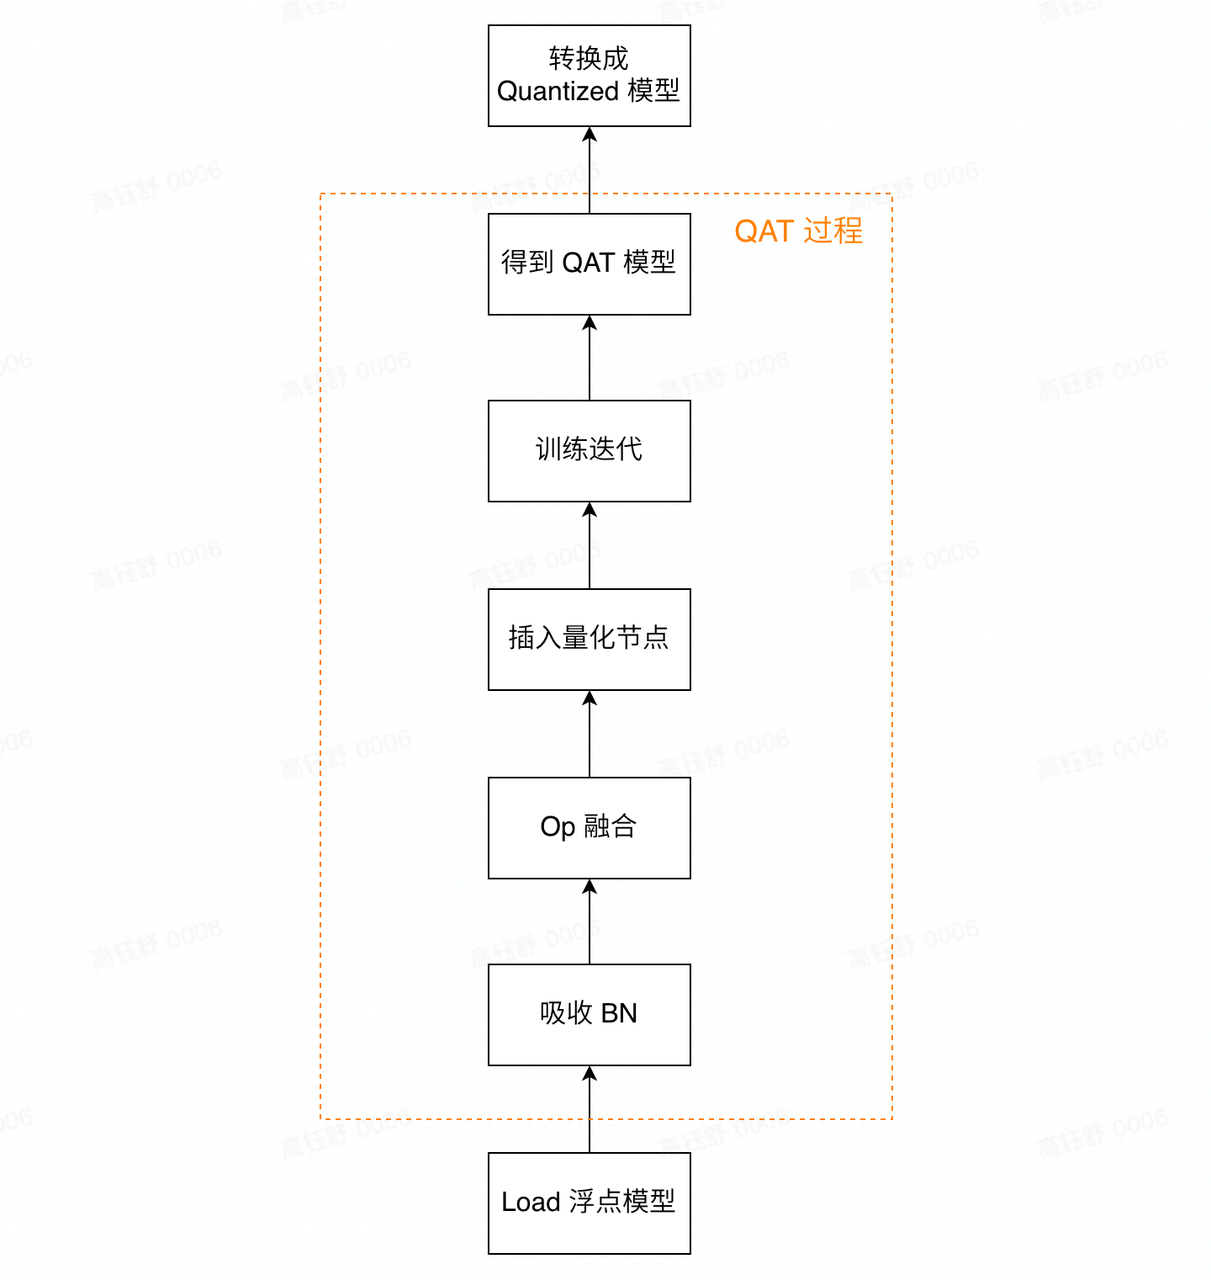 转换成
Quantized 模型
QAT 过程
得到 QAT 模型
训练迭代
插入量化节点
Op 融合
吸收 BN
Load 浮点模型
高钰舒 0006